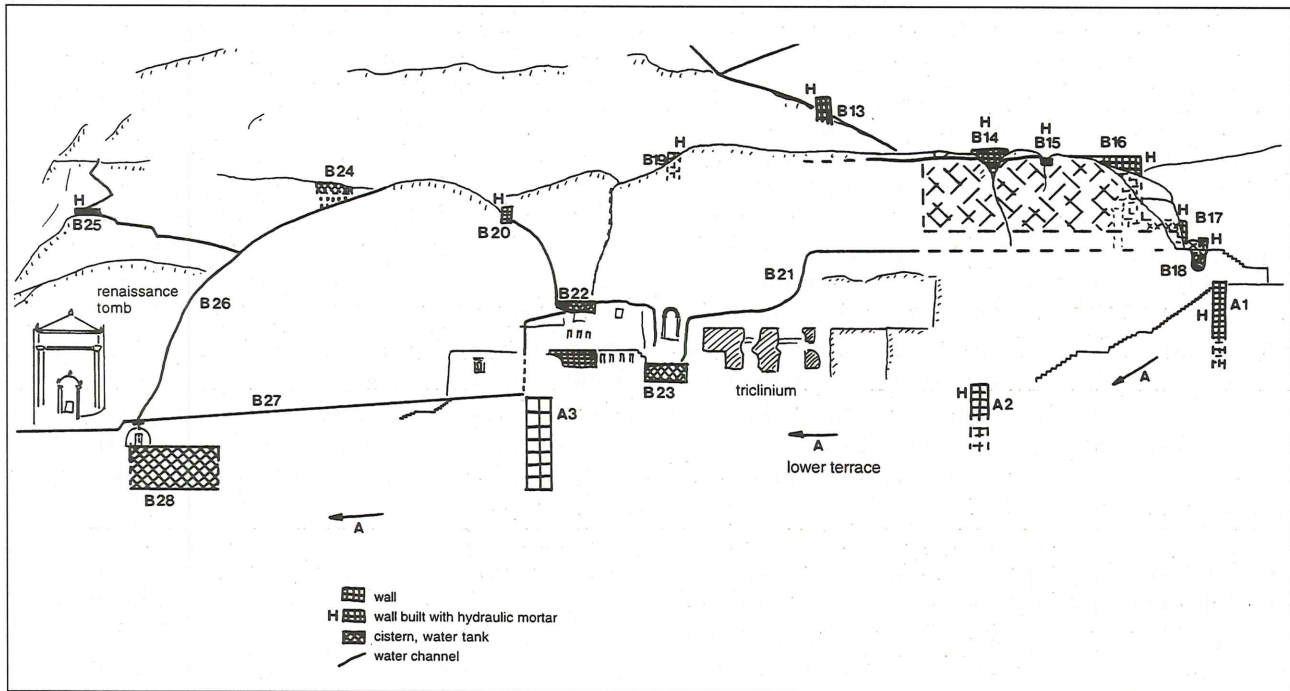 H
B13
H
B14
H
B15
B16
H
B19
H
B24
H
B25
H
B20
H
B17
H
B18
B21
renaissance
tomb
B26
B22
A1
H
A
triclinium
B23
H
A2
B27
A3
A
lower terrace
B28
A
wall
H wall built with hydraulic mortar
cistern, water tank
water channel